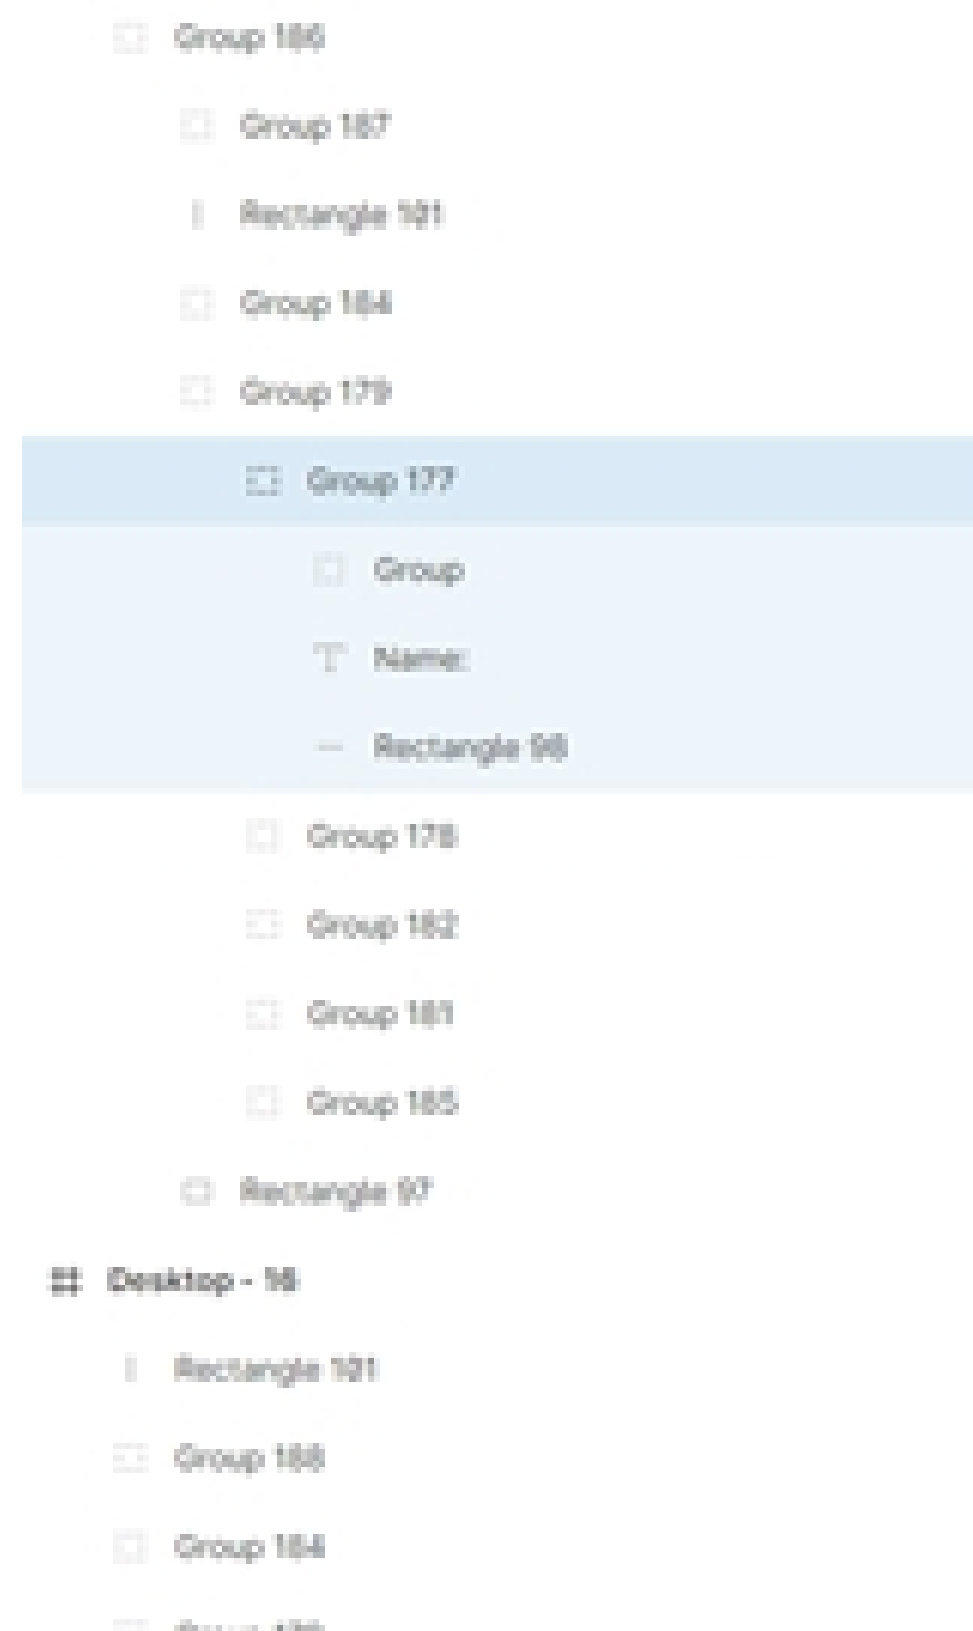 Group 186
Group 187
Rectangle 101
Group 184
Group 179
Group 177
Group
Name:
Rectangle 98
Group 178
Group 182
Group 181
Group 185
Rectangle 97
Desktop - 16
Rectangle 101
Group 188
Group 184
Group